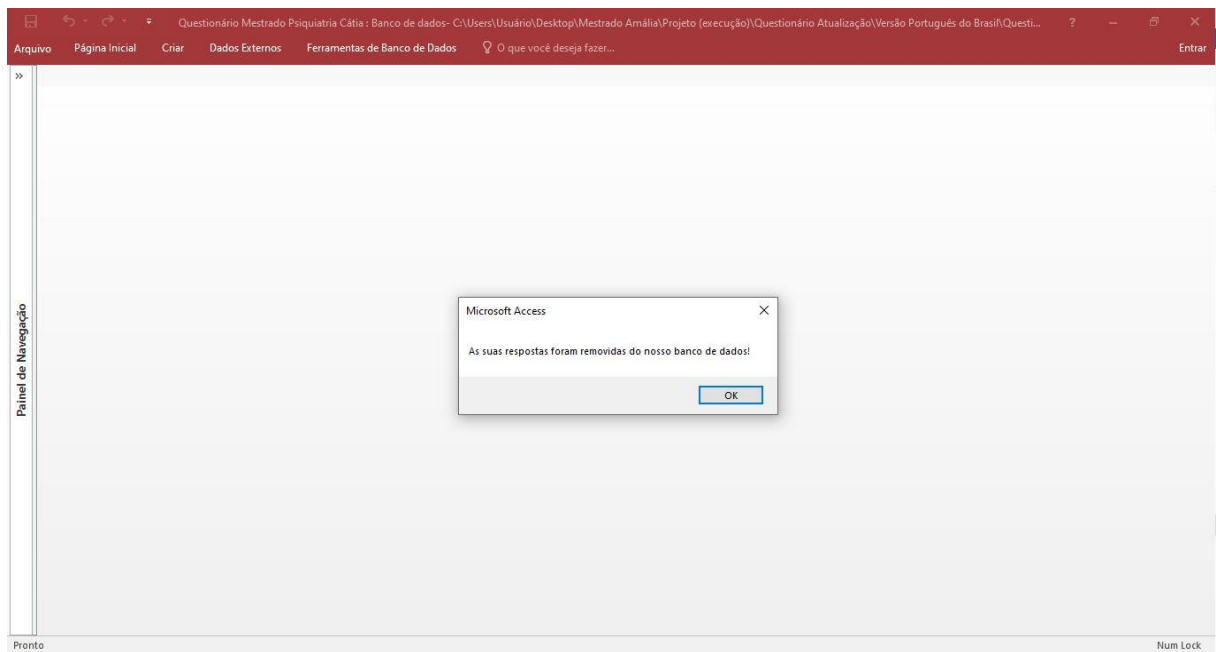 Questionário Mestrado Psiquiatria Cátia : Banco de dados- C:\Users\Usuário\Desktop\Mestrado Amália\Projeto (execução)\Questionário Atualização\Versão Português do Brasil\Questi... ?
Arquivo Página Inicial Criar Dados Externos Ferramentas de Banco de Dados O que você deseja fazer... Entrar
»
Painel de Navegação
Microsoft Access
As suas respostas foram removidas do nosso banco de dados!
OK
Pronto Num Lock